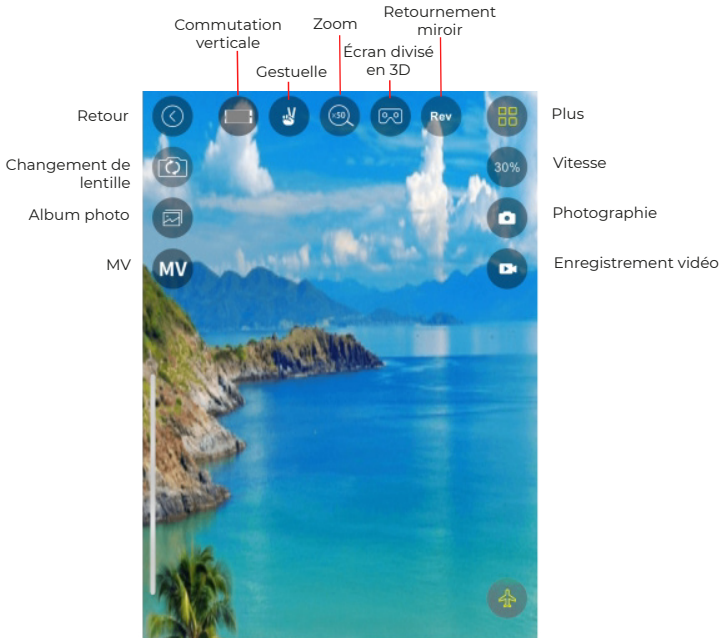 Retournement
miroir
Commutation
verticale
Zoom
Écran divisé
en 3D
Gestuelle
Retour
x50
Rev
Plus
Changement de
lentille
30%
Vitesse
Album photo
Photographie
MV
MV
Enregistrement vidéo